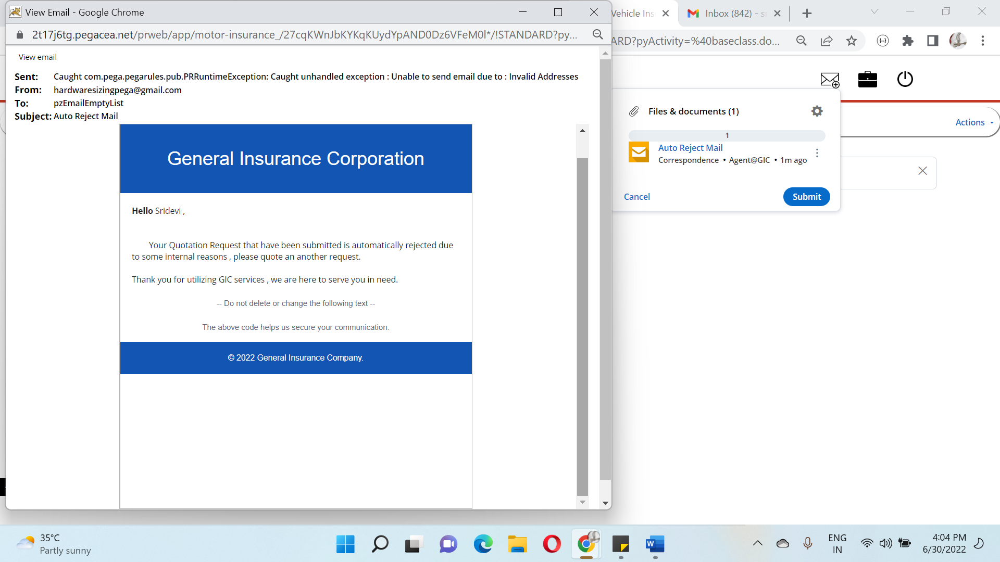 View Email - Google Chrome
2t17j6tg.pegacea.net/prweb/app/motor-insurance_/27cqKWnJbKYKqKUydYpAND0Dz6VFeM0l*/!STANDARD?py...
View email
Sent: Caught com.pega.pegarules.pub.PRRuntimeException: Caught unhandled exception : Unable to send email due to : Invalid Addresses
From: hardwaresizingpega@gmail.com
To: pzEmailEmptyList
Subject: Auto Reject Mail
General Insurance Corporation
Hello Sridevi ,
Your Quotation Request that have been submitted is automatically rejected due
to some internal reasons , please quote an another request.
Thank you for utilizing GIC services , we are here to serve you in need.
-- Do not delete or change the following text --
The above code helps us secure your communication.
© 2022 General Insurance Company.
Vehicle Ins
Inbox (842) - s
ARD?pyActivity=%40baseclass.do...
Files & documents (1)
1
Auto Reject Mail
Correspondence • Agent@GIC • 1m ago
Cancel
Submit
Actions
35°C
Partly sunny
W
ENG
IN
4:04 PM
6/30/2022